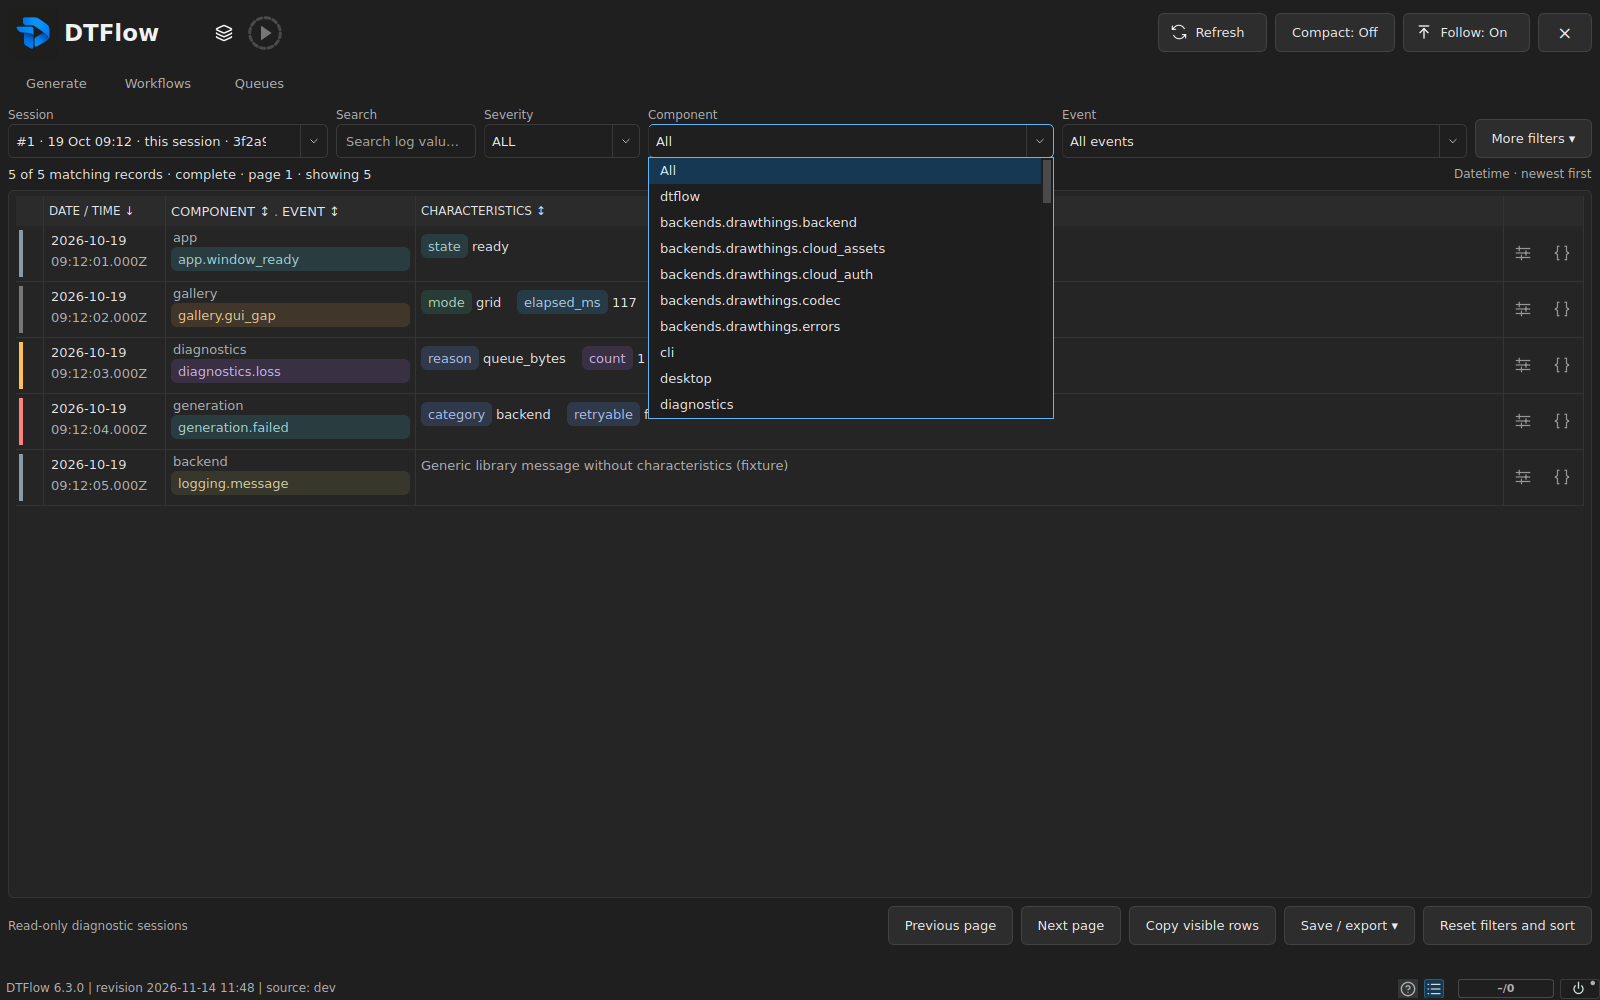 DTFlow
Refresh
Compact: Off
Follow: On
×
Generate
Workflows
Queues
Session
Search
Severity
Component
Event
#1 · 19 Oct 09:12 · this session · 3f2a9
Search log valu...
ALL
All
All events
More filters ▾
5 of 5 matching records · complete · page 1 · showing 5
Datetime · newest first
All
dtflow
backends.drawthings.backend
backends.drawthings.cloud_assets
backends.drawthings.cloud_auth
backends.drawthings.codec
backends.drawthings.errors
cli
desktop
diagnostics
DATE / TIME ↓
COMPONENT ↕ . EVENT ↕
CHARACTERISTICS ↕
2026-10-19
09:12:01.000Z
app
app.window_ready
state ready
{}
2026-10-19
09:12:02.000Z
gallery
gallery.gui_gap
mode grid elapsed_ms 117
{}
2026-10-19
09:12:03.000Z
diagnostics
diagnostics.loss
reason queue_bytes count 1
{}
2026-10-19
09:12:04.000Z
generation
generation.failed
category backend retryable
{}
2026-10-19
09:12:05.000Z
backend
logging.message
Generic library message without characteristics (fixture)
{}
Read-only diagnostic sessions
Previous page
Next page
Copy visible rows
Save / export ▾
Reset filters and sort
DTFlow 6.3.0 | revision 2026-11-14 11:48 | source: dev
-/0